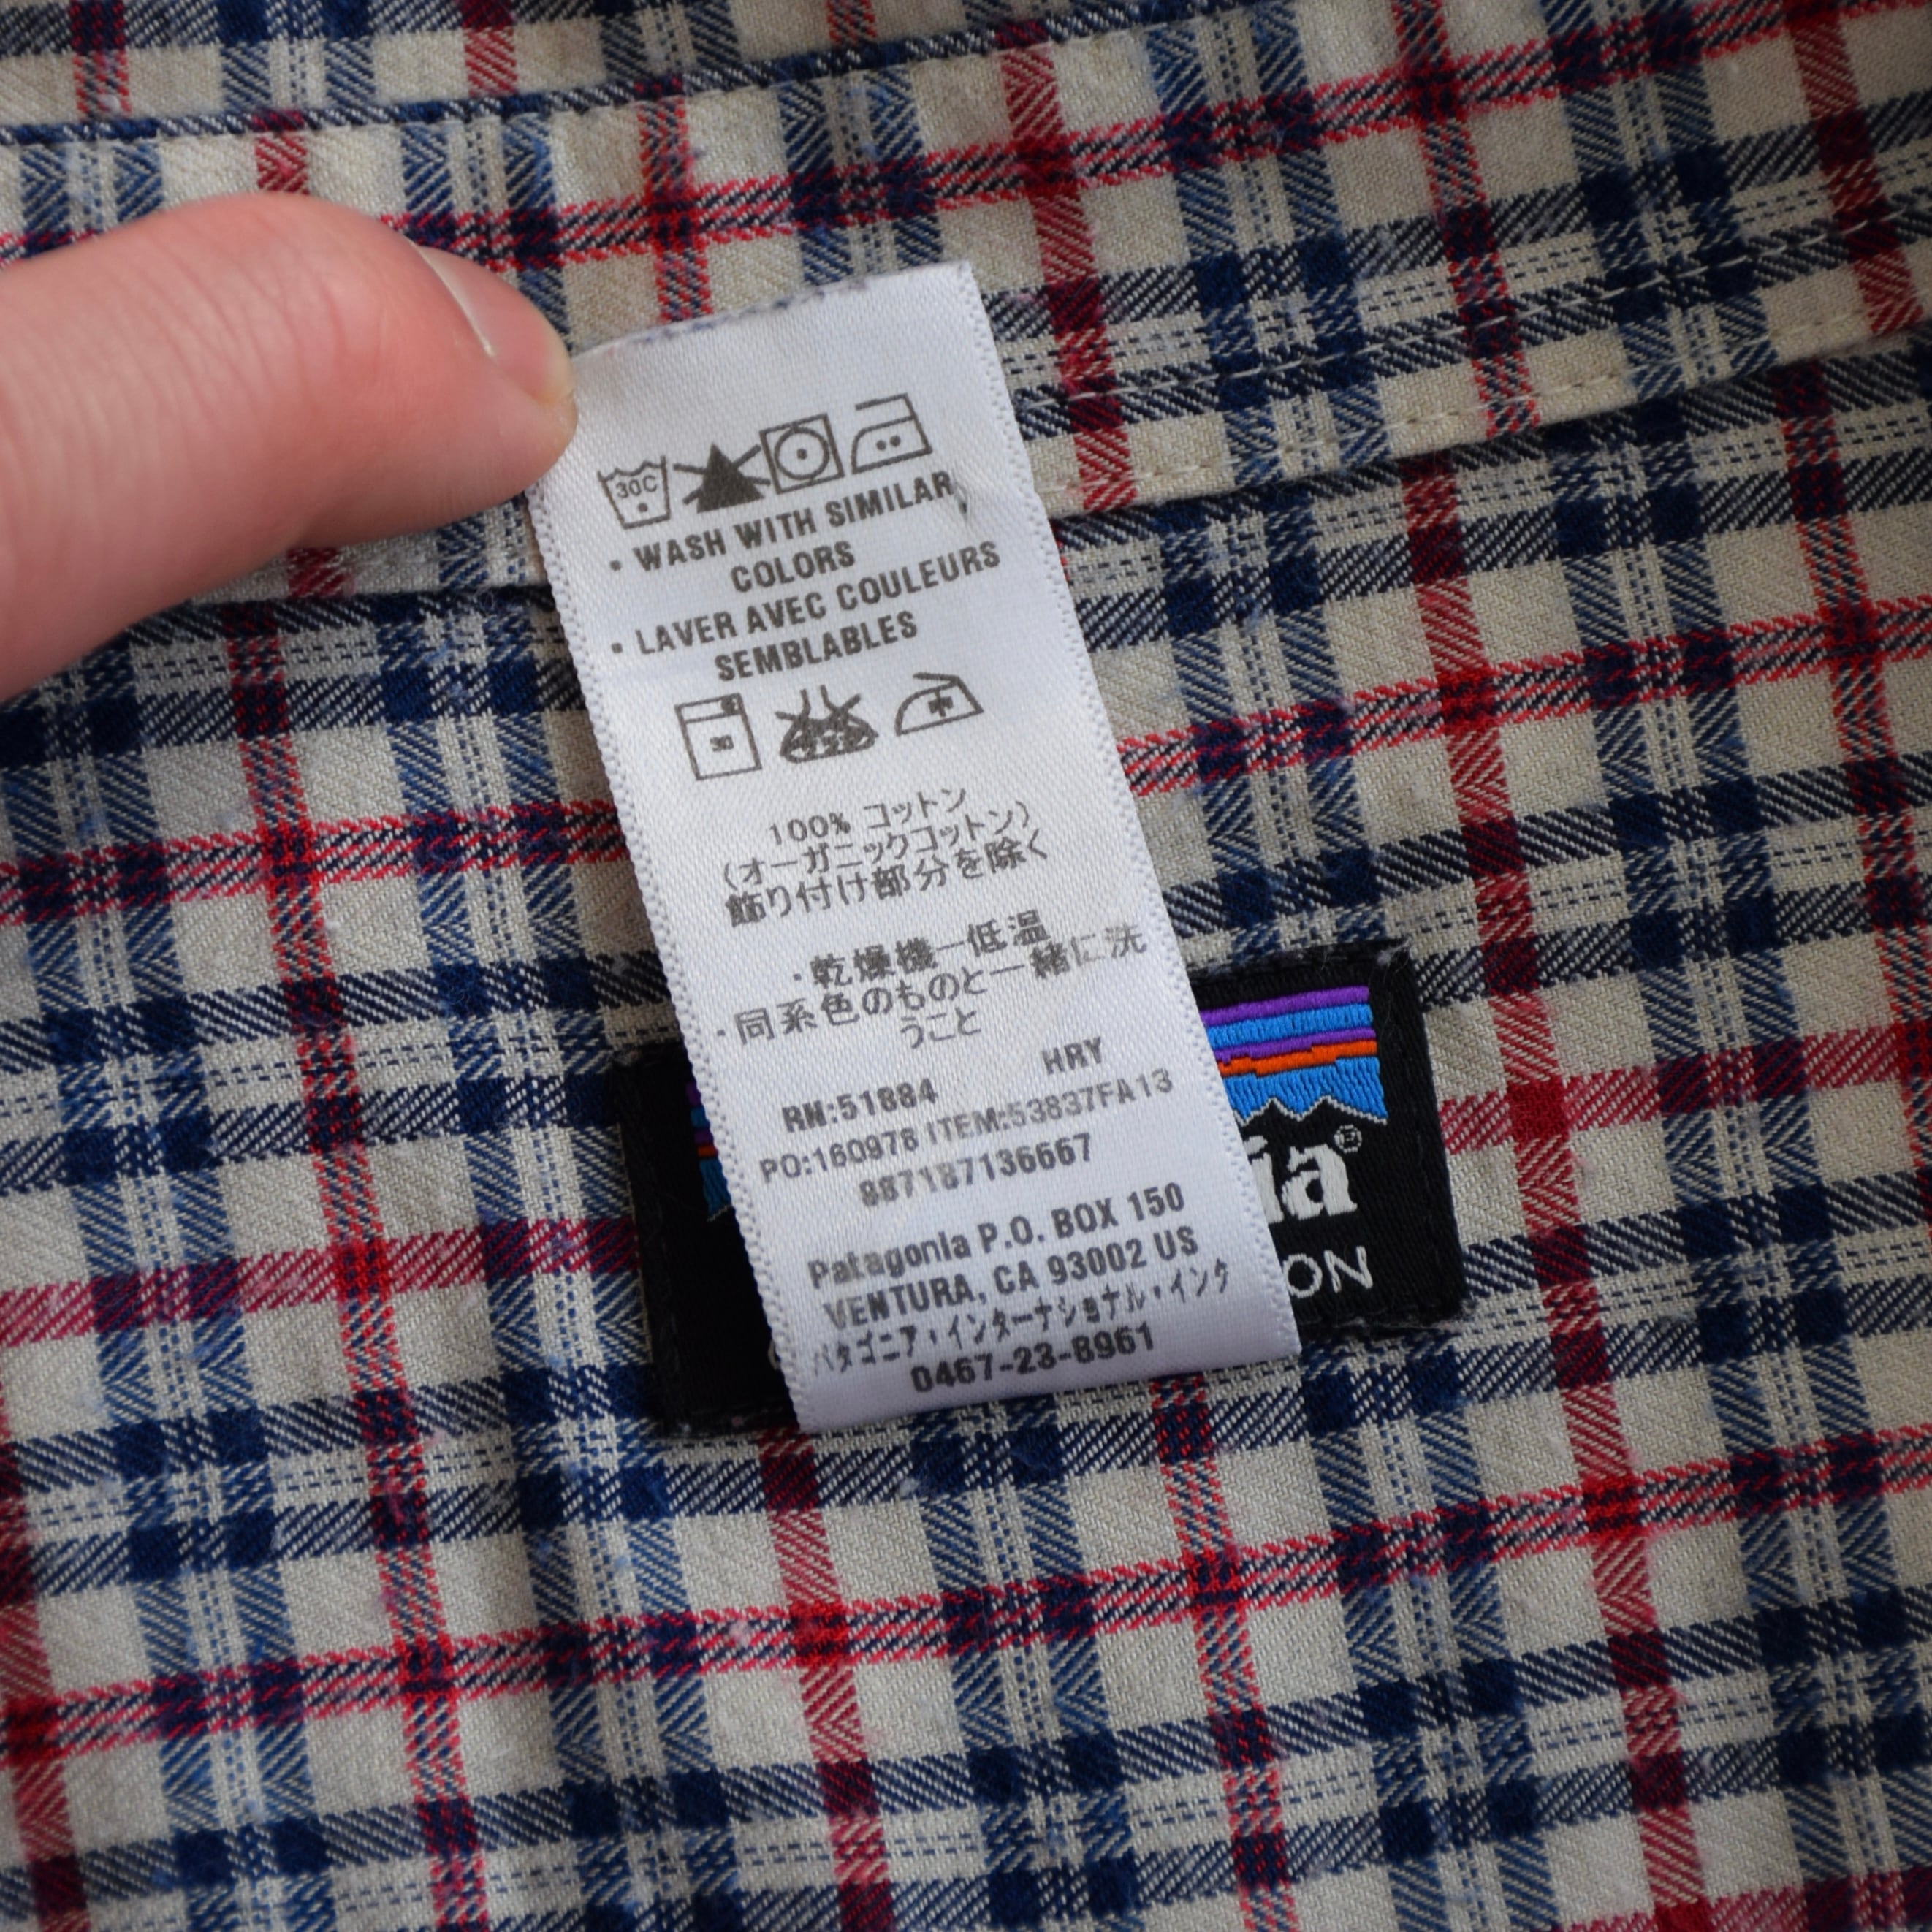 30C
• WASH WITH SIMILAR
COLORS
• LAVER AVEC COULEURS
SEMBLABLES
30 中
100% コットン
(オーガニックコットン)
飾り付け部分を除く
・乾燥機一低温
・同系色のものと一緒に洗
うこと
HRY
RN:51884
PO:160978 ITEM:53837FA13
887187136667
Patagonia P.O. BOX 150
VENTURA, CA 93002 US
パタゴニア・インターナショナル・インク
0467-23-8961
ia®
ON